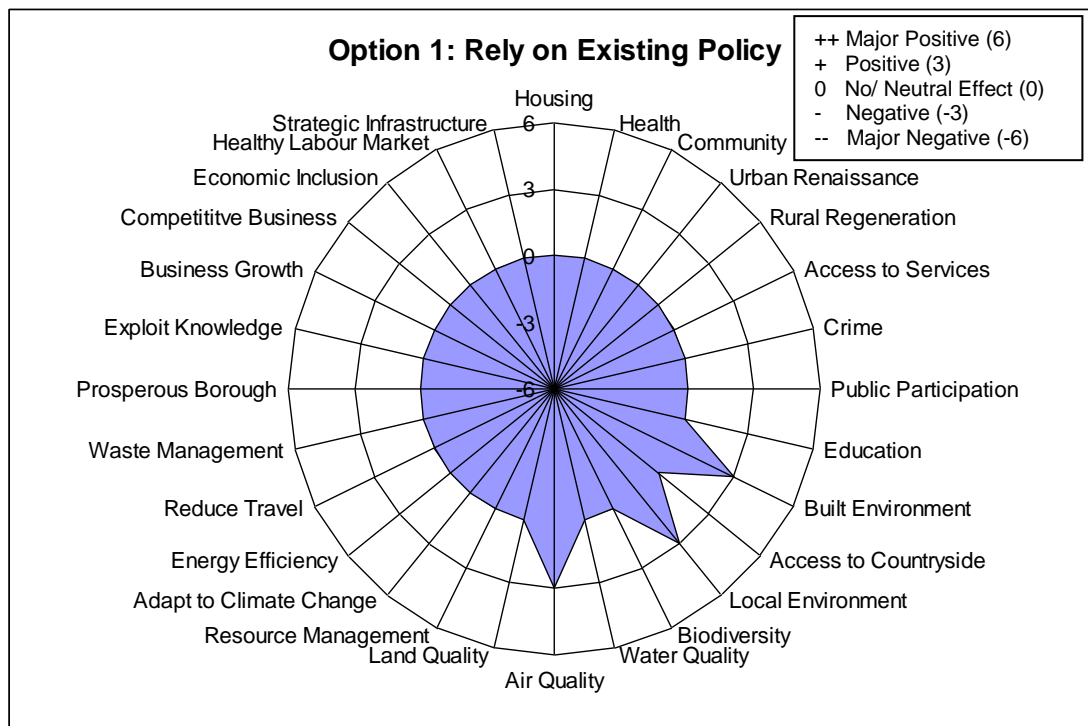 Option 1: Rely on Existing Policy
++ Major Positive (6)
+ Positive (3)
0 No/ Neutral Effect (0)
- Negative (-3)
-- Major Negative (-6)
Housing
Health
Community
Urban Renaissance
Rural Regeneration
Access to Services
Crime
Public Participation
Education
Built Environment
Access to Countryside
Local Environment
Biodiversity
Water Quality
Air Quality
Land Quality
Resource Management
Adapt to Climate Change
Energy Efficiency
Reduce Travel
Waste Management
Prosperous Borough
Exploit Knowledge
Business Growth
Competititve Business
Economic Inclusion
Healthy Labour Market
Strategic Infrastructure
6
3
0
-3
-6